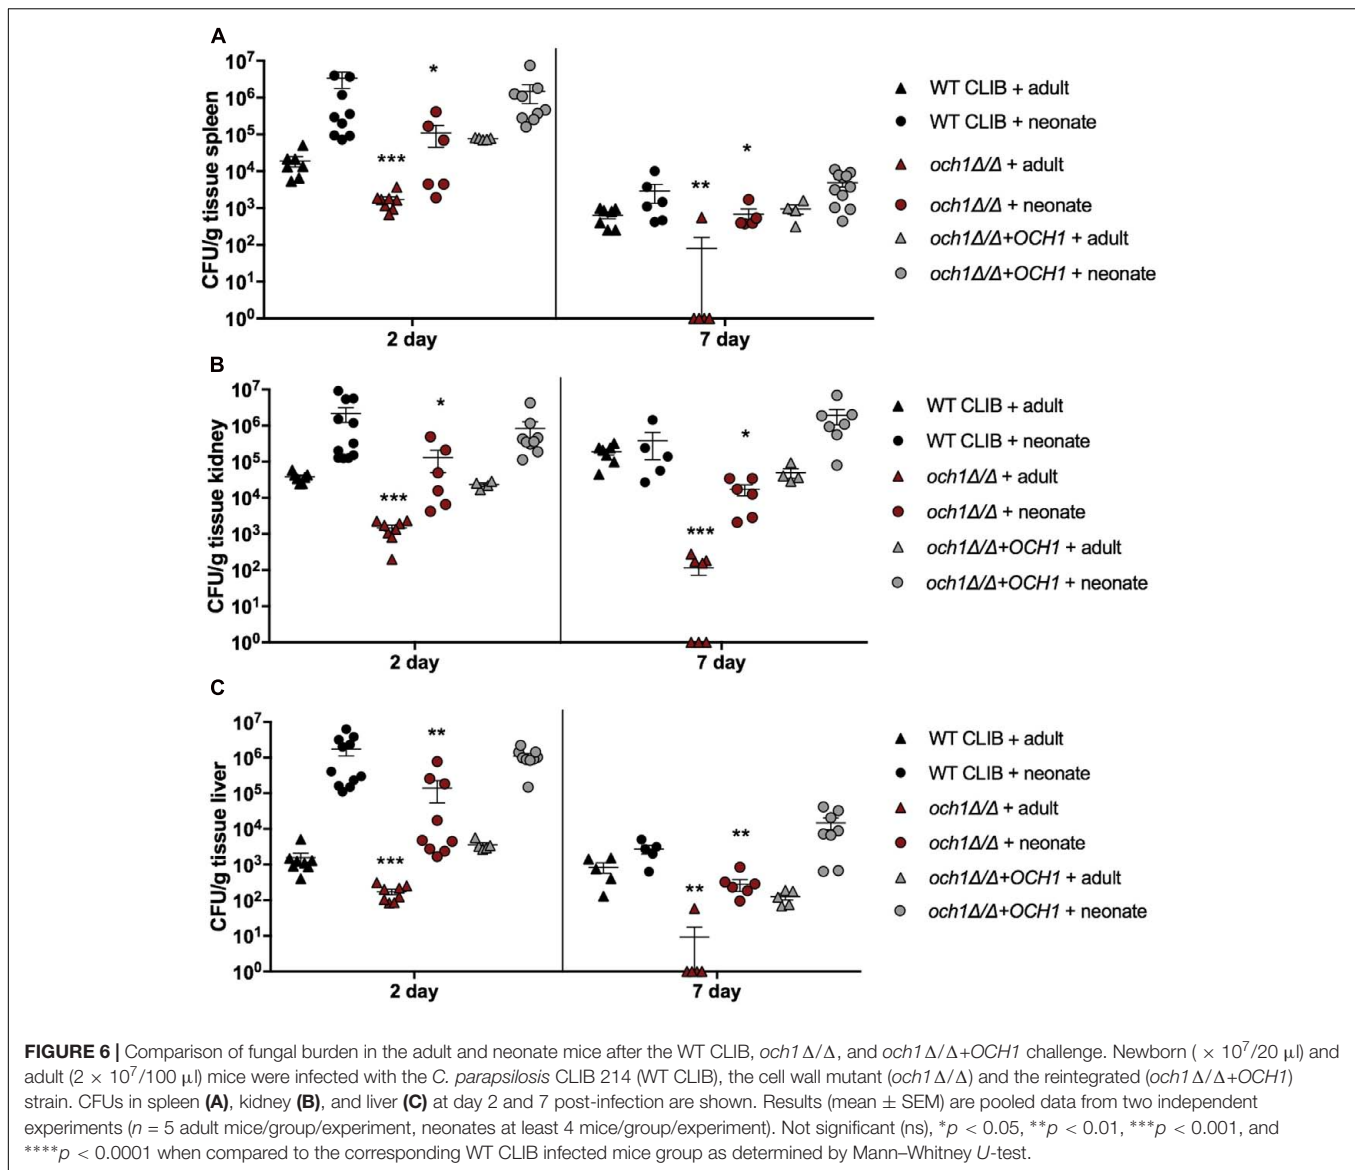 A
CFU/g tissue spleen
10⁷
10⁶
10⁵
10⁴
10³
10²
10¹
10⁰
*
***
**
*
2 day
7 day
WT CLIB + adult
WT CLIB + neonate
och1Δ/Δ + adult
och1Δ/Δ + neonate
och1Δ/Δ+OCH1 + adult
och1Δ/Δ+OCH1 + neonate
B
CFU/g tissue kidney
10⁷
10⁶
10⁵
10⁴
10³
10²
10¹
10⁰
*
***
***
*
2 day
7 day
WT CLIB + adult
WT CLIB + neonate
och1Δ/Δ + adult
och1Δ/Δ + neonate
och1Δ/Δ+OCH1 + adult
och1Δ/Δ+OCH1 + neonate
C
CFU/g tissue liver
10⁷
10⁶
10⁵
10⁴
10³
10²
10¹
10⁰
**
***
**
**
2 day
7 day
WT CLIB + adult
WT CLIB + neonate
och1Δ/Δ + adult
och1Δ/Δ + neonate
och1Δ/Δ+OCH1 + adult
och1Δ/Δ+OCH1 + neonate
FIGURE 6 | Comparison of fungal burden in the adult and neonate mice after the WT CLIB, och1Δ/Δ, and och1Δ/Δ+OCH1 challenge. Newborn ( × 10⁷/20 μl) and
adult (2 × 10⁷/100 μl) mice were infected with the C. parapsilosis CLIB 214 (WT CLIB), the cell wall mutant (och1Δ/Δ) and the reintegrated (och1Δ/Δ+OCH1)
strain. CFUs in spleen (A), kidney (B), and liver (C) at day 2 and 7 post-infection are shown. Results (mean ± SEM) are pooled data from two independent
experiments (n = 5 adult mice/group/experiment, neonates at least 4 mice/group/experiment). Not significant (ns), *p < 0.05, **p < 0.01, ***p < 0.001, and
****p < 0.0001 when compared to the corresponding WT CLIB infected mice group as determined by Mann–Whitney U-test.